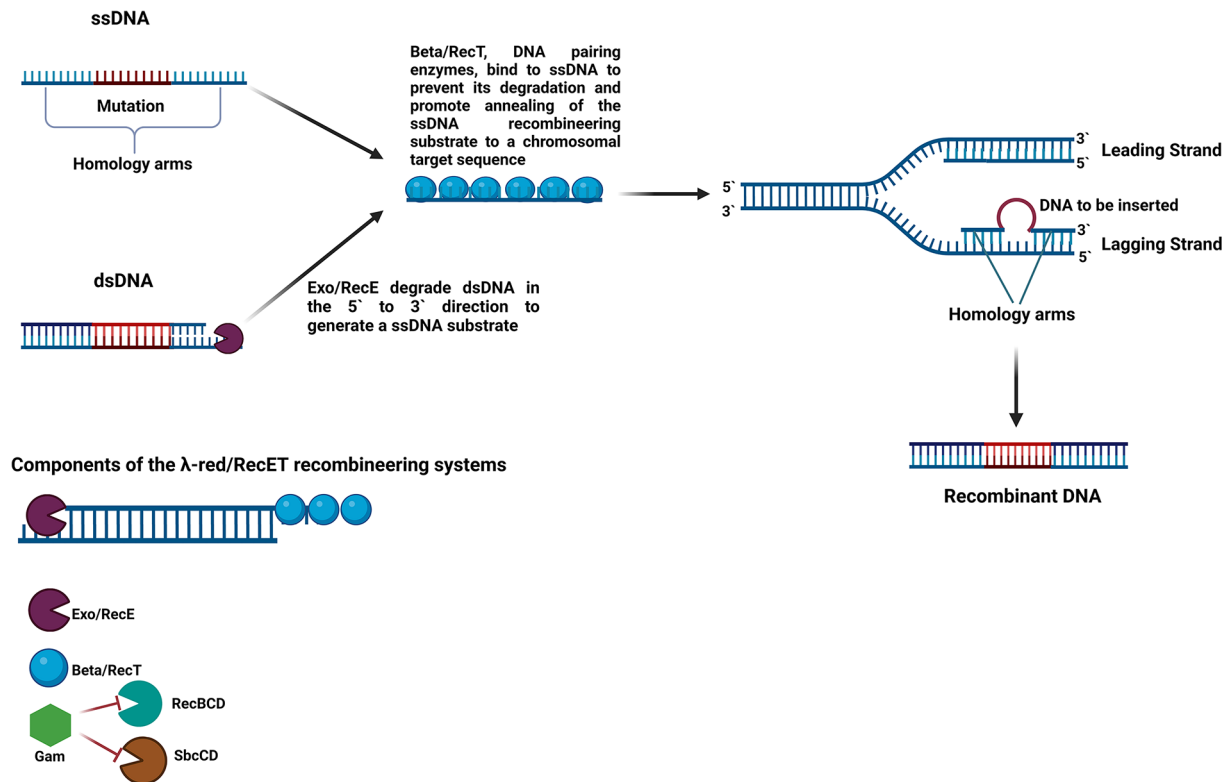 ssDNA
Mutation
Homology arms
Beta/RecT, DNA pairing
enzymes, bind to ssDNA to
prevent its degradation and
promote annealing of the
ssDNA recombineering
substrate to a chromosomal
target sequence
dsDNA
Exo/RecE degrade dsDNA in
the 5` to 3` direction to
generate a ssDNA substrate
5`
3`
3`
5`
Leading Strand
DNA to be inserted
3`
5`
Lagging Strand
Homology arms
Recombinant DNA
Components of the λ-red/RecET recombineering systems
Exo/RecE
Beta/RecT
RecBCD
Gam
SbcCD